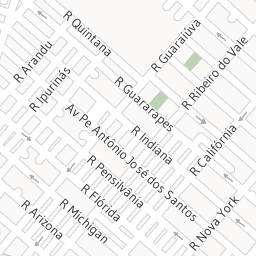 R Quintana
R Guaraiúva
R Arandu
R Ribeiro do Vale
R Ipurinás
R Guararapes
Av Pe Antônio José dos Santos
R Indiana
R Califórnia
R Pensilvânia
R Flórida
R Michigan
R Arizona
R Nova York